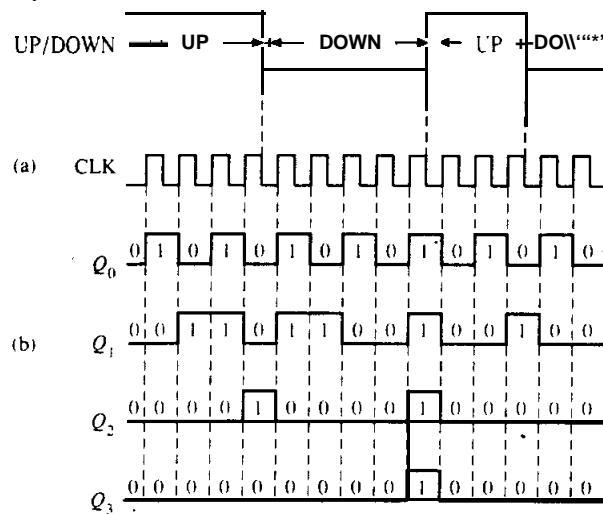 UP/DOWN UP DOWN UP
(a) CLK
Q0 0 1 0 1 0 1 0 1 0 1 0 1 0 1 0
(b) Q1 0 0 1 1 0 1 1 0 0 1 0 0 1 0 0
Q2 0 0 0 0 1 0 0 0 0 1 0 0 0 0 0
Q3 0 0 0 0 0 0 0 0 0 1 0 0 0 0 0